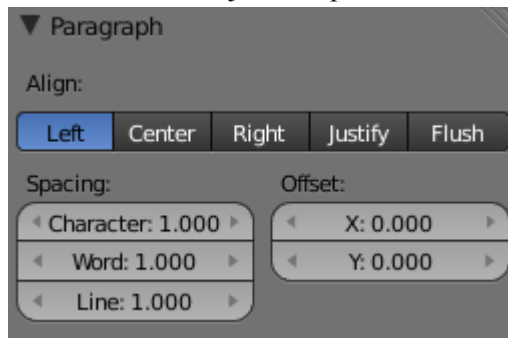 Paragraph
Align:
Left Center Right Justify Flush
Spacing: Offset:
Character: 1.000 X: 0.000
Word: 1.000 Y: 0.000
Line: 1.000